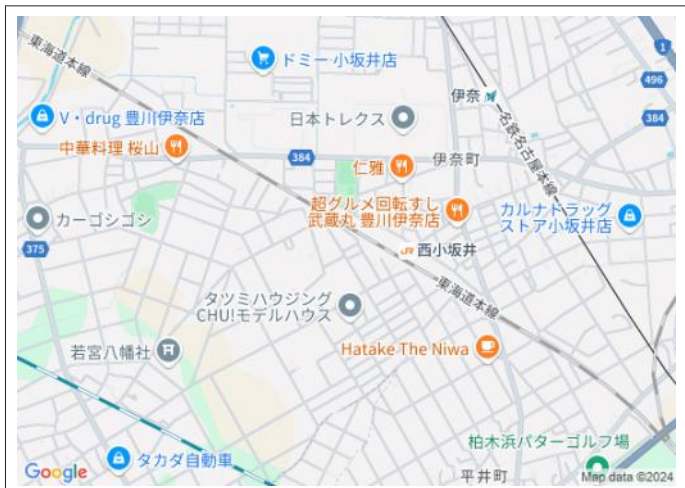 東海道本線
ドミー 小坂井店
1
496
伊奈
384
V・drug 豊川伊奈店
日本トレクス
名鉄名古屋本線
中華料理 桜山
384
仁雅
伊奈町
超グルメ回転すし
武蔵丸 豊川伊奈店
カルナドラッグ
ストア小坂井店
カーゴシゴシ
375
JR 西小坂井
東海道本線
タツミハウジング
CHU!モデルハウス
若宮八幡社
Hatake The Niwa
柏木浜パターゴルフ場
タカダ自動車
平井町
Google
Map data ©2024